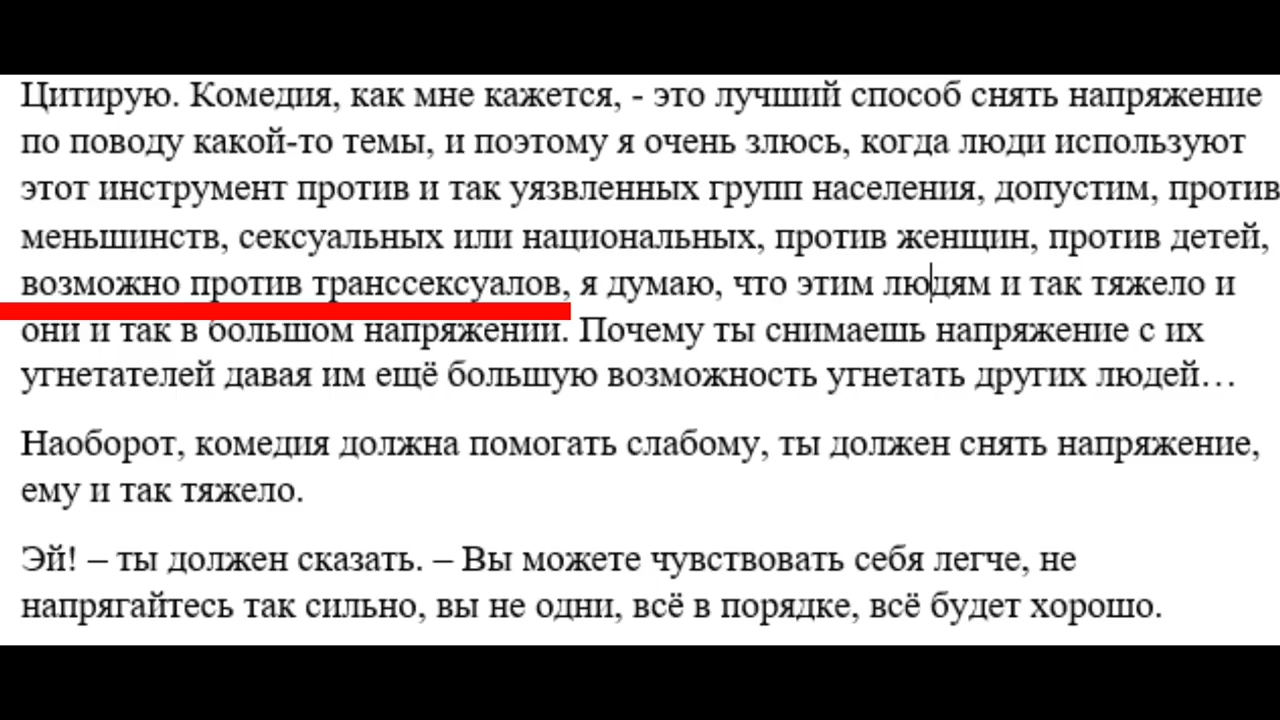 Цитирую. Комедия, как мне кажется, - это лучший способ снять напряжение
по поводу какой-то темы, и поэтому я очень злюсь, когда люди используют
этот инструмент против и так уязвленных групп населения, допустим, против
меньшинств, сексуальных или национальных, против женщин, против детей,
возможно против транссексуалов, я думаю, что этим людям и так тяжело и
они и так в большом напряжении. Почему ты снимаешь напряжение с их
угнетателей давая им ещё большую возможность угнетать других людей…
Наоборот, комедия должна помогать слабому, ты должен снять напряжение,
ему и так тяжело.
Эй! – ты должен сказать. – Вы можете чувствовать себя легче, не
напрягайтесь так сильно, вы не одни, всё в порядке, всё будет хорошо.